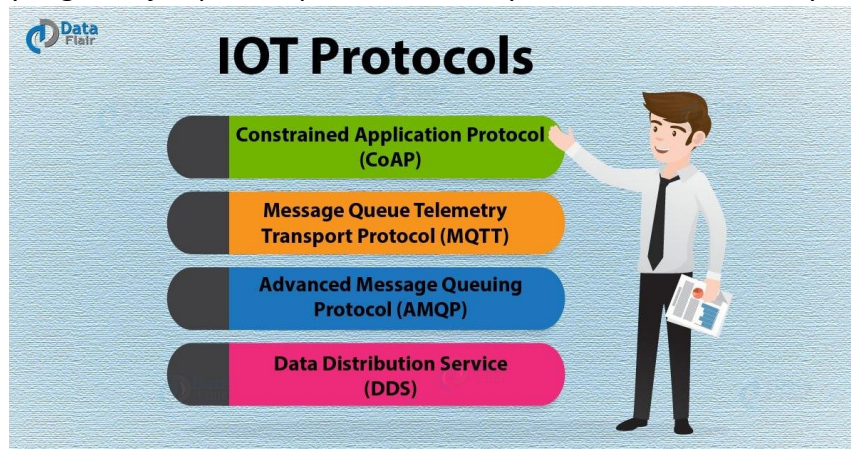 Data
Flair
IOT Protocols
Constrained Application Protocol
(CoAP)
Message Queue Telemetry
Transport Protocol (MQTT)
Advanced Message Queuing
Protocol (AMQP)
Data Distribution Service
(DDS)